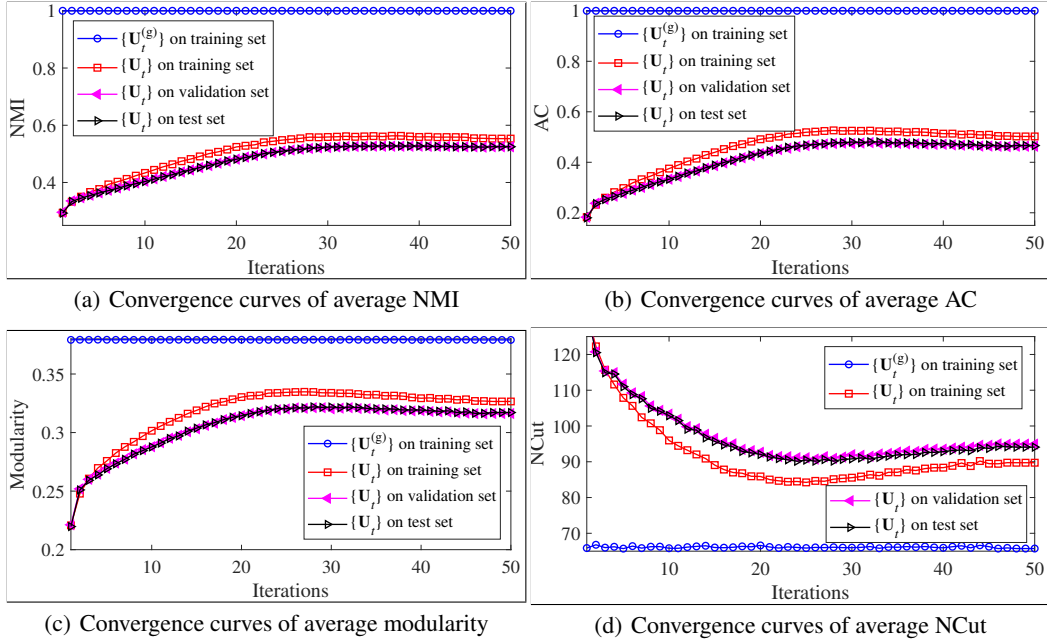 1
0.8
0.6
0.4
NMI
{U_t^(g)} on training set
{U_t} on training set
{U_t} on validation set
{U_t} on test set
10 20 30 40 50
Iterations
(a) Convergence curves of average NMI
1
0.8
0.6
0.4
0.2
AC
{U_t^(g)} on training set
{U_t} on training set
{U_t} on validation set
{U_t} on test set
10 20 30 40 50
Iterations
(b) Convergence curves of average AC
0.35
0.3
0.25
0.2
Modularity
{U_t^(g)} on training set
{U_t} on training set
{U_t} on validation set
{U_t} on test set
10 20 30 40 50
Iterations
(c) Convergence curves of average modularity
120
110
100
90
80
70
NCut
{U_t^(g)} on training set
{U_t} on training set
{U_t} on validation set
{U_t} on test set
10 20 30 40 50
Iterations
(d) Convergence curves of average NCut